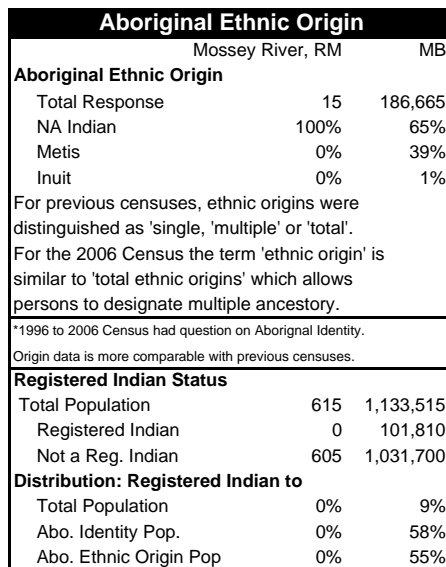 Aboriginal Ethnic Origin
Mossey River, RM MB
Aboriginal Ethnic Origin
Total Response 15 186,665
NA Indian 100% 65%
Metis 0% 39%
Inuit 0% 1%
For previous censuses, ethnic origins were
distinguished as 'single, 'multiple' or 'total'.
For the 2006 Census the term 'ethnic origin' is
similar to 'total ethnic origins' which allows
persons to designate multiple ancestory.
*1996 to 2006 Census had question on Aborignal Identity.
Origin data is more comparable with previous censuses.
Registered Indian Status
Total Population 615 1,133,515
Registered Indian 0 101,810
Not a Reg. Indian 605 1,031,700
Distribution: Registered Indian to
Total Population 0% 9%
Abo. Identity Pop. 0% 58%
Abo. Ethnic Origin Pop 0% 55%